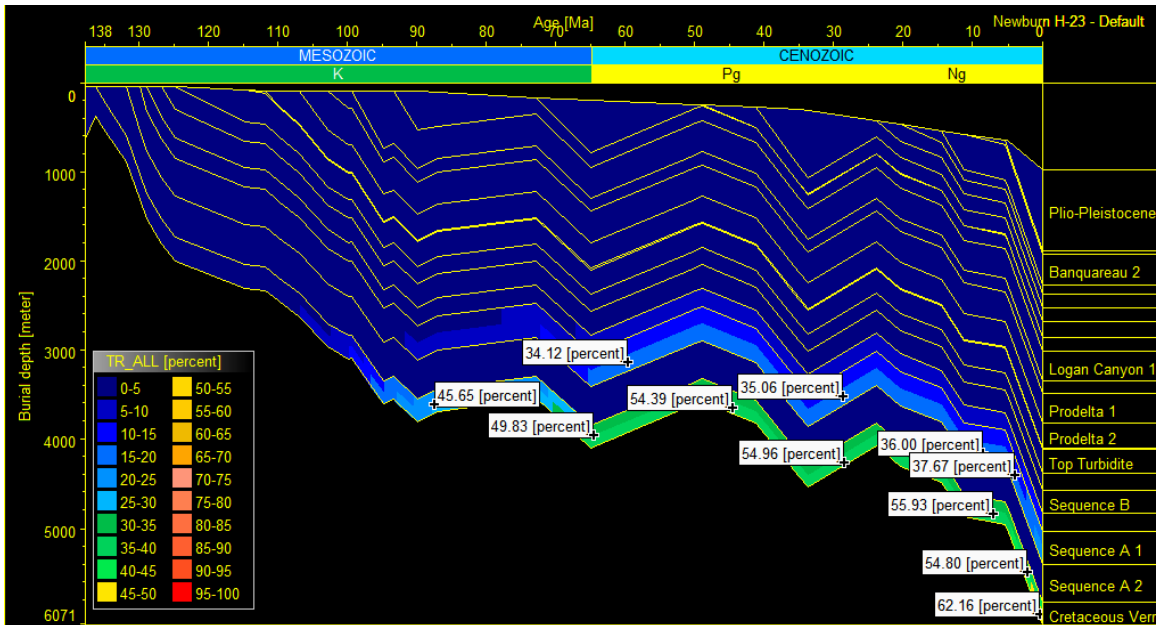 Age [Ma]
Newburn H-23 - Default
138 130 120 110 100 90 80 70 60 50 40 30 20 10 0
MESOZOIC CENOZOIC
K Pg Ng
Burial depth [meter]
0
1000
2000
3000
4000
5000
6071
Plio-Pleistocene
Banquareau 2
Logan Canyon 1
Prodelta 1
Prodelta 2
Top Turbidite
Sequence B
Sequence A 1
Sequence A 2
Cretaceous Verr
34.12 [percent]
45.65 [percent]
49.83 [percent]
54.39 [percent]
35.06 [percent]
54.96 [percent]
36.00 [percent]
37.67 [percent]
55.93 [percent]
54.80 [percent]
62.16 [percent]
TR_ALL [percent]
0-5 50-55
5-10 55-60
10-15 60-65
15-20 65-70
20-25 70-75
25-30 75-80
30-35 80-85
35-40 85-90
40-45 90-95
45-50 95-100